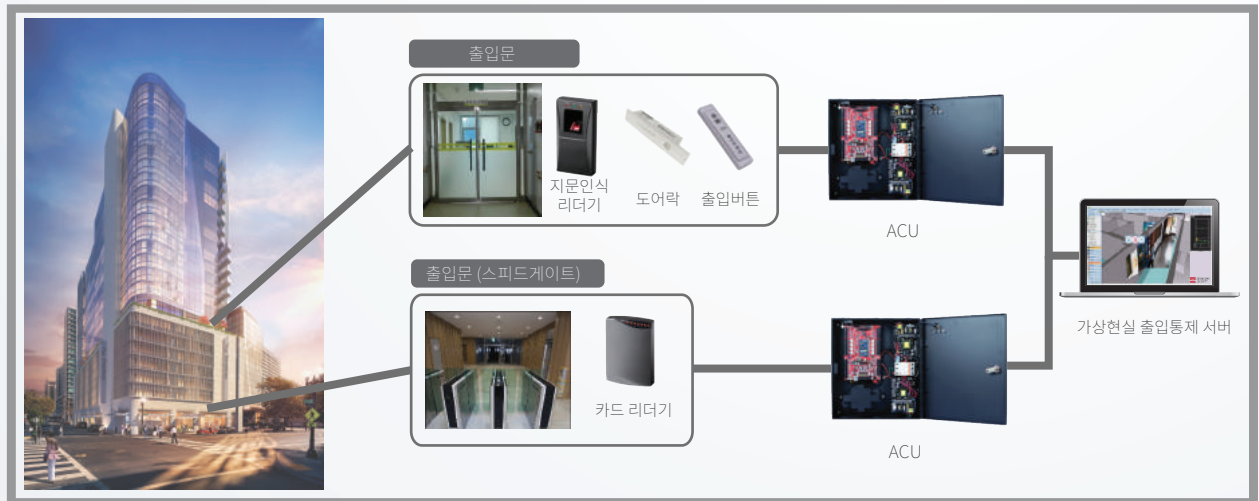 출입문
지문인식
리더기
도어락
출입버튼
ACU
출입문 (스피드게이트)
카드 리더기
ACU
가상현실 출입통제 서버